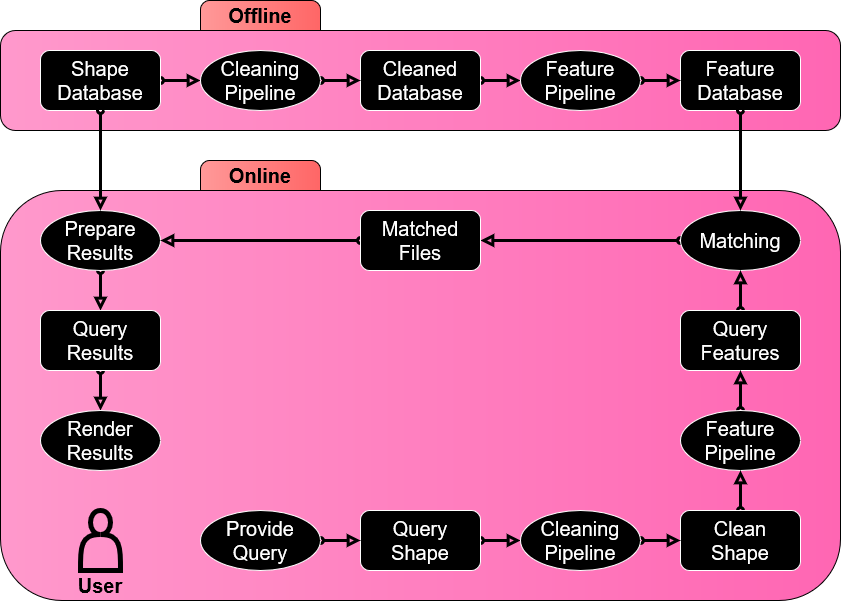 Offline
Shape
Database
Cleaning
Pipeline
Cleaned
Database
Feature
Pipeline
Feature
Database
Online
Prepare
Results
Matched
Files
Matching
Query
Results
Query
Features
Render
Results
Feature
Pipeline
Provide
Query
Query
Shape
Cleaning
Pipeline
Clean
Shape
User